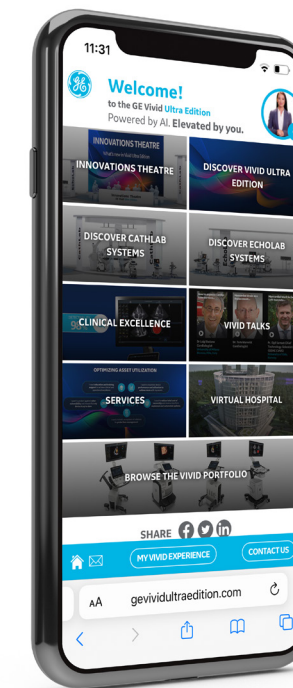 11:31
Welcome!
to the GE Vivid Ultra Edition
Powered by AI. Elevated by you.
INNOVATIONS THEATRE
INNOVATIONS THEATRE
DISCOVER VIVID ULTRA
EDITION
DISCOVER CATHLAB
SYSTEMS
DISCOVER ECHOLAB
SYSTEMS
CLINICAL EXCELLENCE
VIVID TALKS
OPTIMIZING ASSET UTILIZATION
SERVICES
VIRTUAL HOSPITAL
BROWSE THE VIVID PORTFOLIO
SHARE
MY VIVID EXPERIENCE
CONTACT US
AA
gevividultraedition.com